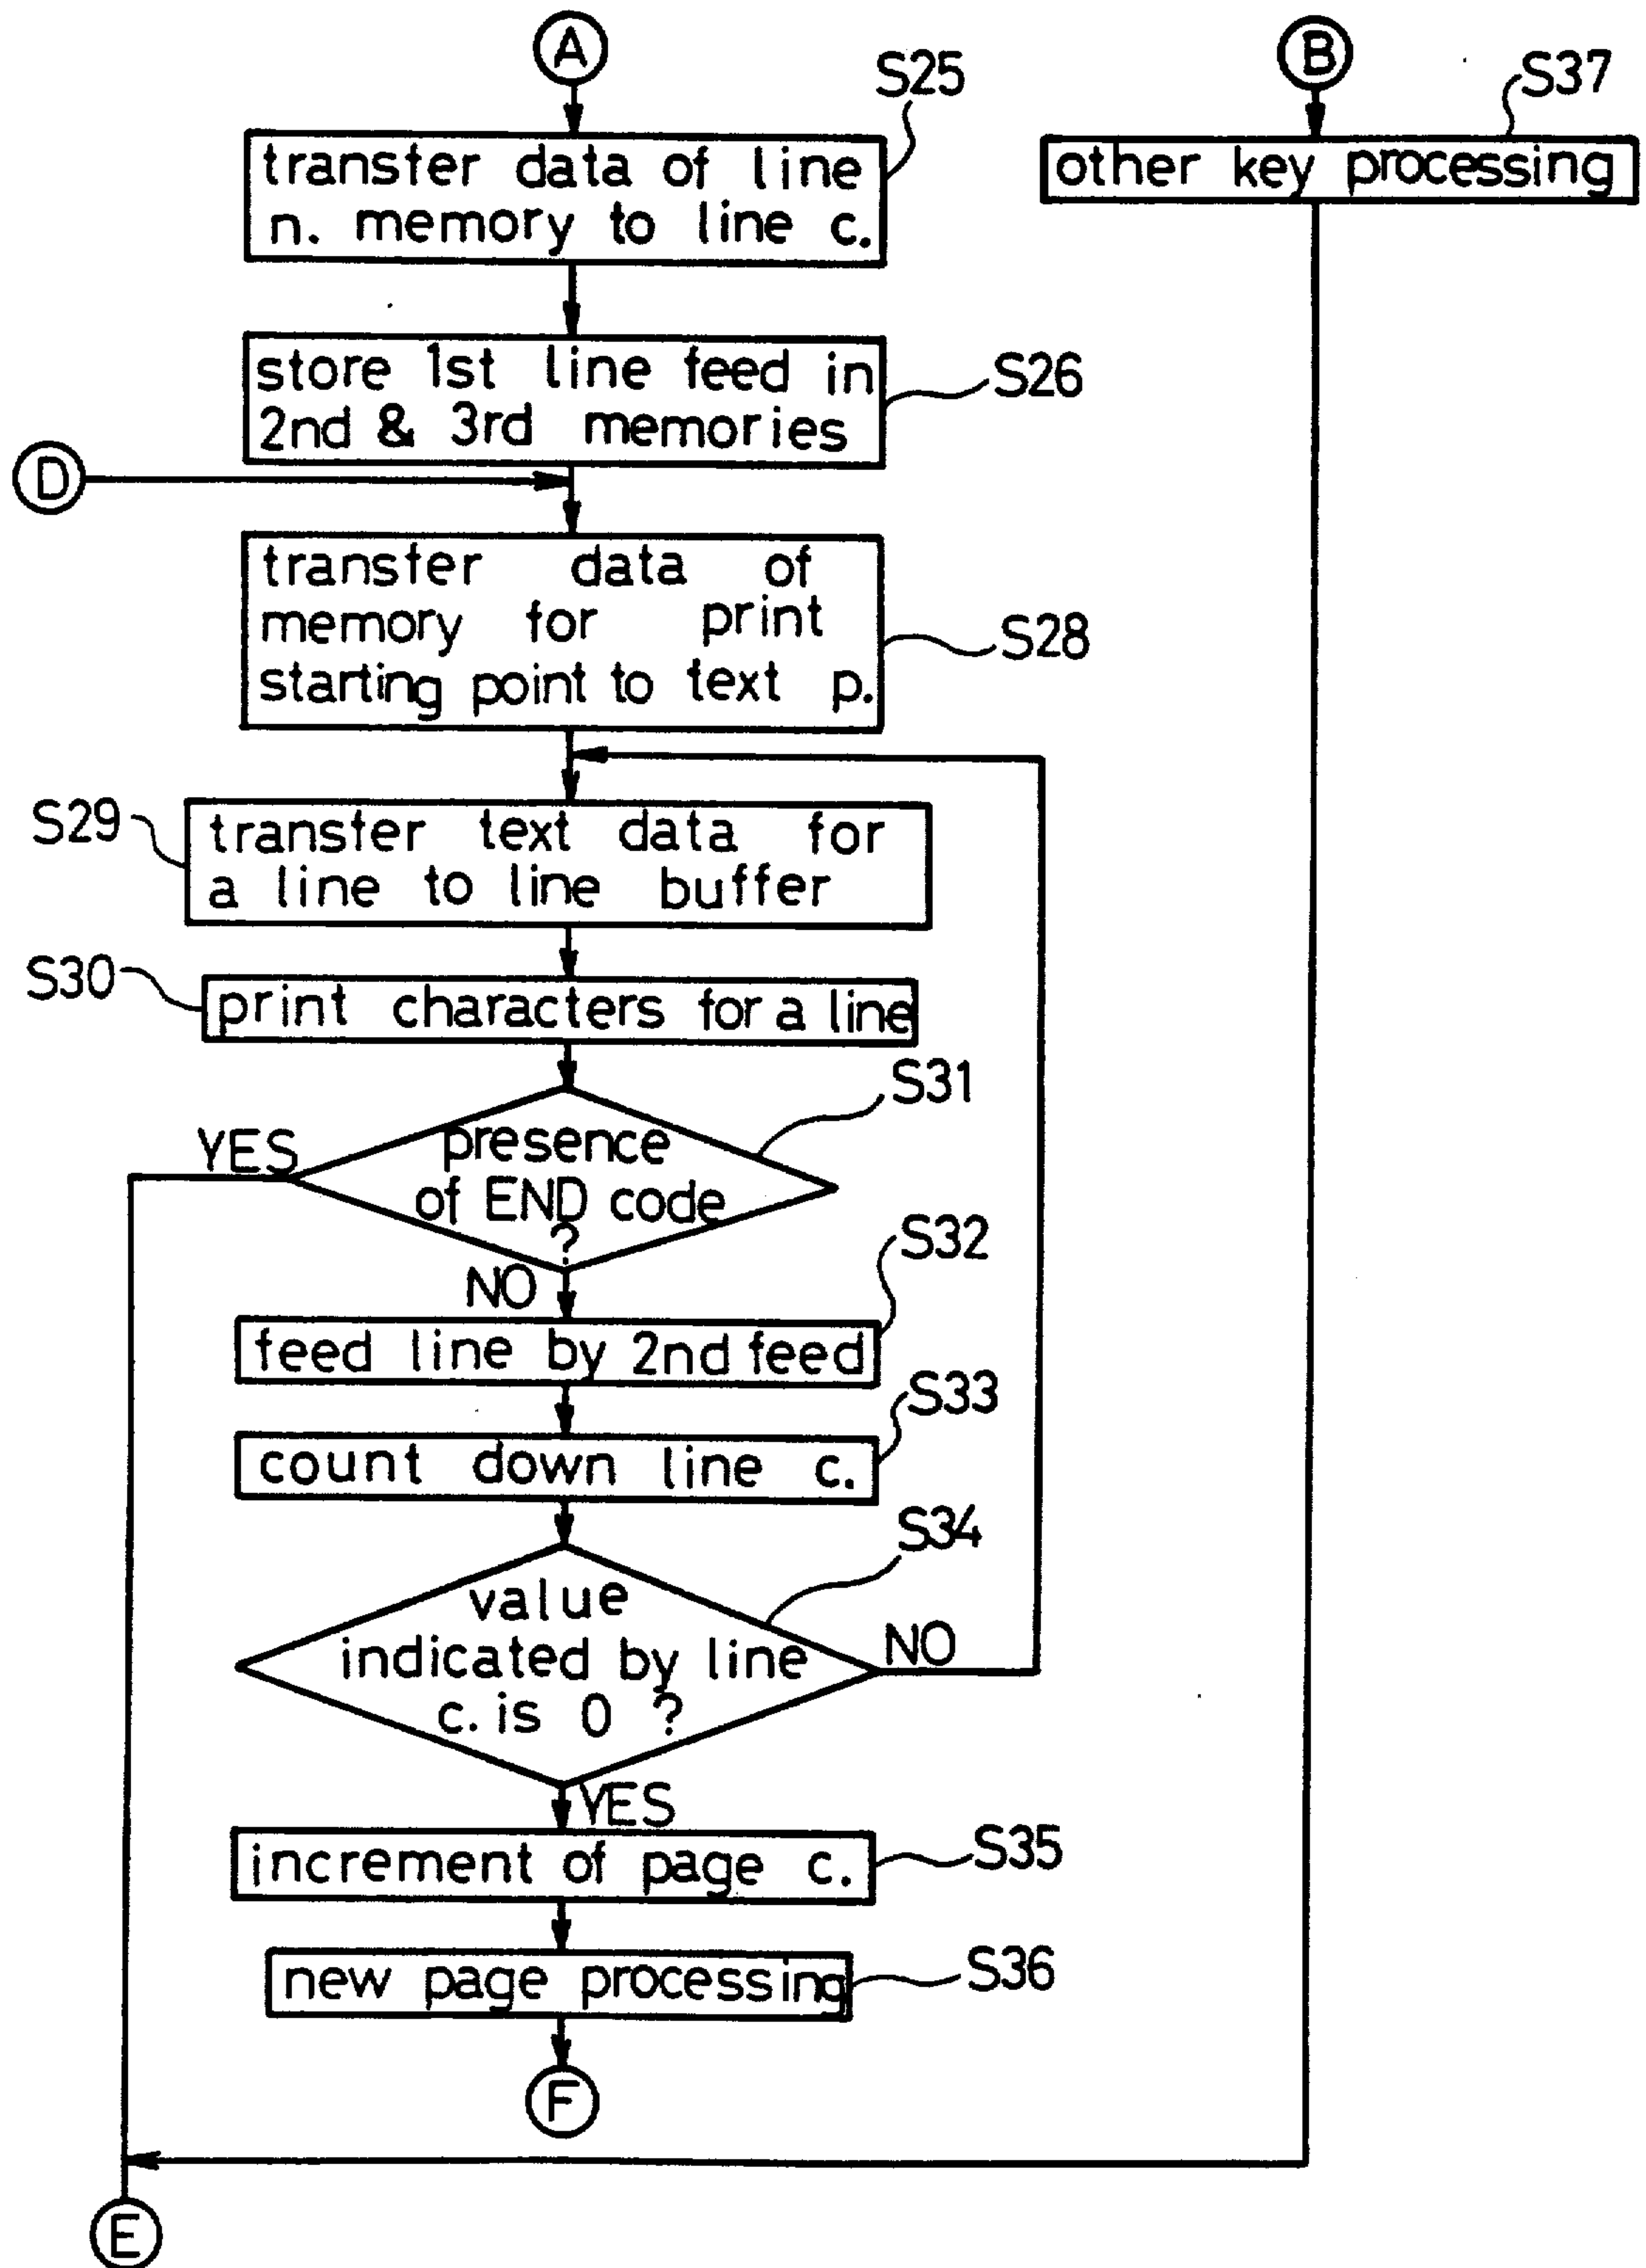 A
B
S25
S37
transfer data of line
n. memory to line c.
other key processing
store 1st line feed in
2nd & 3rd memories
S26
D
transfer data of
memory for print
starting point to text p.
S28
S29
transfer text data for
a line to line buffer
S30
print characters for a line
S31
YES
presence
of END code
?
NO
S32
feed line by 2nd feed
S33
count down line c.
S34
value
indicated by line
c. is 0 ?
NO
YES
increment of page c.
S35
new page processing
S36
F
E